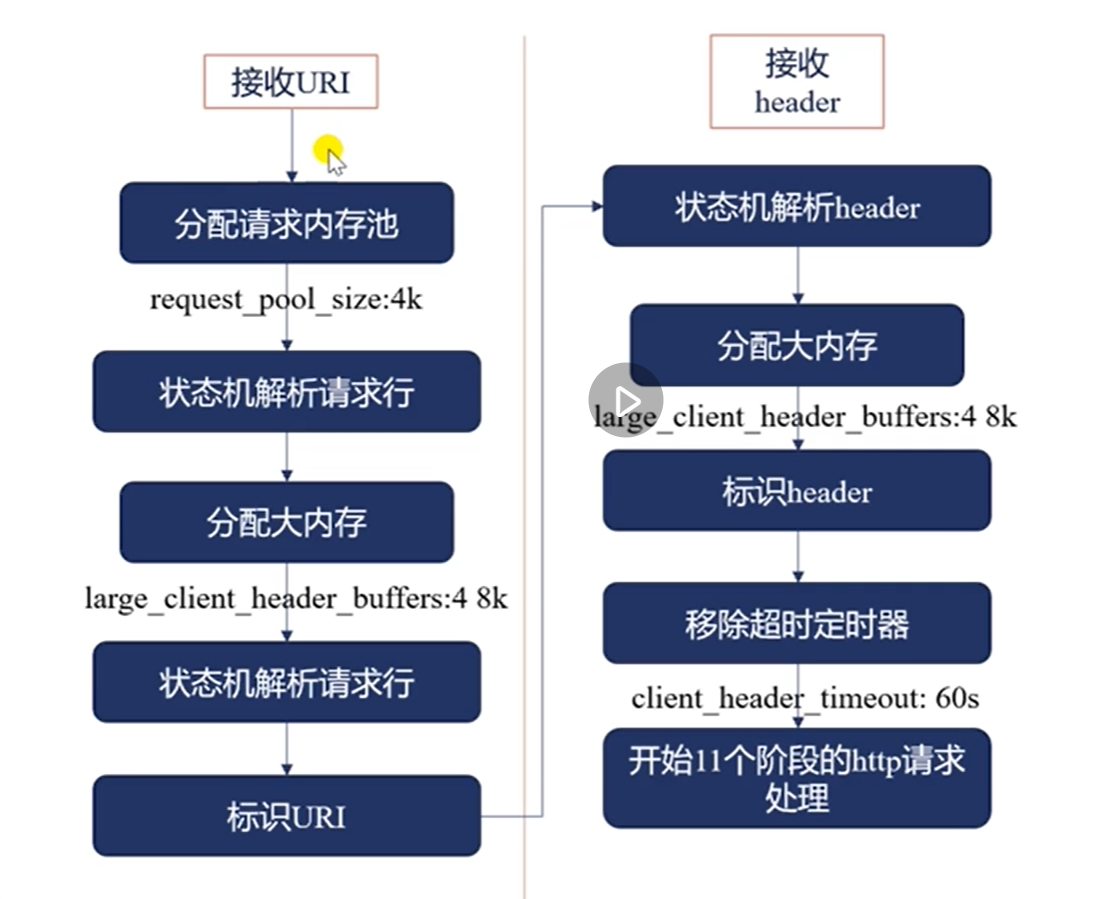 接收URI
分配请求内存池
request_pool_size:4k
状态机解析请求行
分配大内存
large_client_header_buffers:4 8k
状态机解析请求行
标识URI
接收
header
状态机解析header
分配大内存
large_client_header_buffers:4 8k
标识header
移除超时定时器
client_header_timeout: 60s
开始11个阶段的http请求
处理